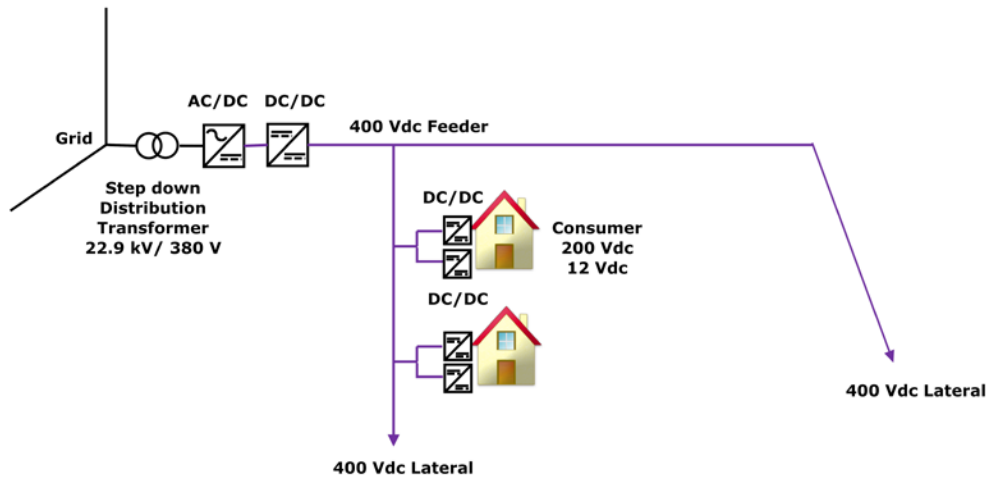 AC/DC
DC/DC
Grid
400 Vdc Feeder
Step down
Distribution
Transformer
22.9 kV/ 380 V
DC/DC
Consumer
200 Vdc
12 Vdc
DC/DC
400 Vdc Lateral
400 Vdc Lateral